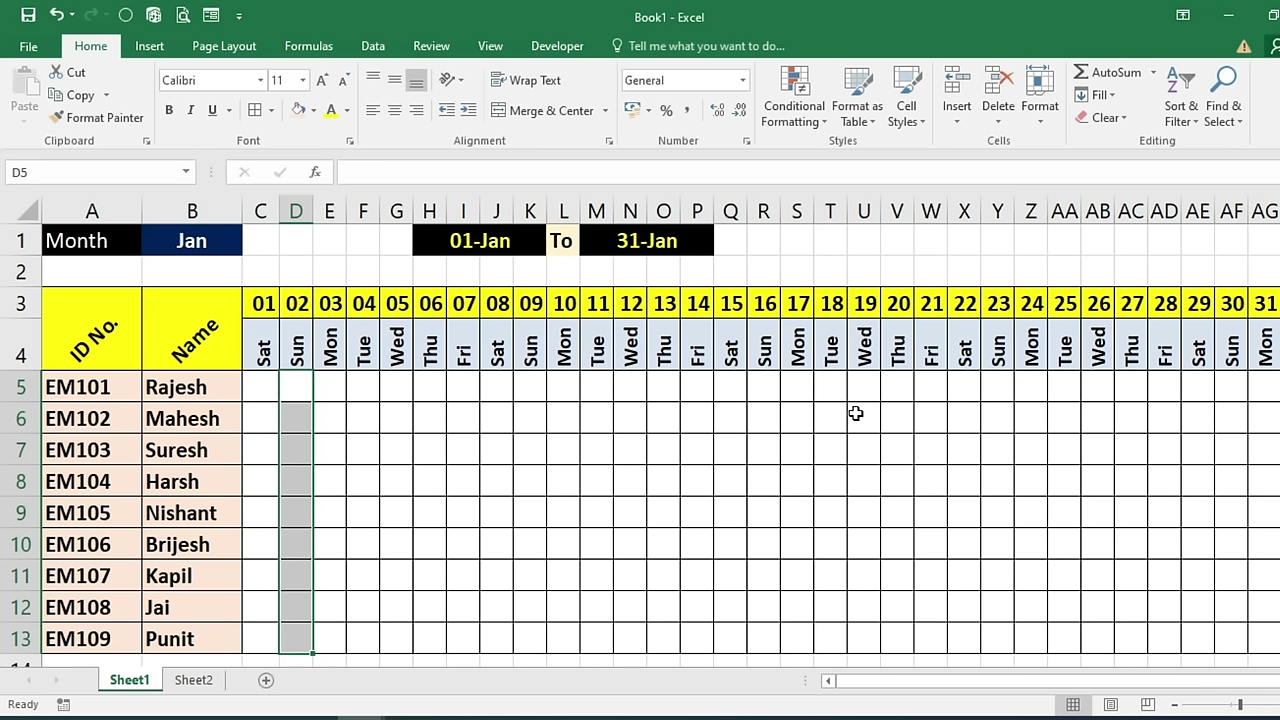 Book1 - Excel
File Home Insert Page Layout Formulas Data Review View Developer Tell me what you want to do...
Paste
Cut
Copy
Format Painter
Clipboard
Calibri 11
B I U
Font
Wrap Text
Merge & Center
Alignment
General
%
Number
Conditional Formatting
Format as Table
Cell Styles
Styles
Insert Delete Format
Cells
AutoSum
Fill
Clear
Sort & Filter
Find & Select
Editing
D5 fx
A B C D E F G H I J K L M N O P Q R S T U V W X Y Z AA AB AC AD AE AF AG
1 Month Jan 01-Jan To 31-Jan
2
3 ID No. Name 01 02 03 04 05 06 07 08 09 10 11 12 13 14 15 16 17 18 19 20 21 22 23 24 25 26 27 28 29 30 31
4 Sat Sun Mon Tue Wed Thu Fri Sat Sun Mon Tue Wed Thu Fri Sat Sun Mon Tue Wed Thu Fri Sat Sun Mon Tue Wed Thu Fri Sat Sun Mon
5 EM101 Rajesh
6 EM102 Mahesh
7 EM103 Suresh
8 EM104 Harsh
9 EM105 Nishant
10 EM106 Brijesh
11 EM107 Kapil
12 EM108 Jai
13 EM109 Punit
Sheet1 Sheet2
Ready